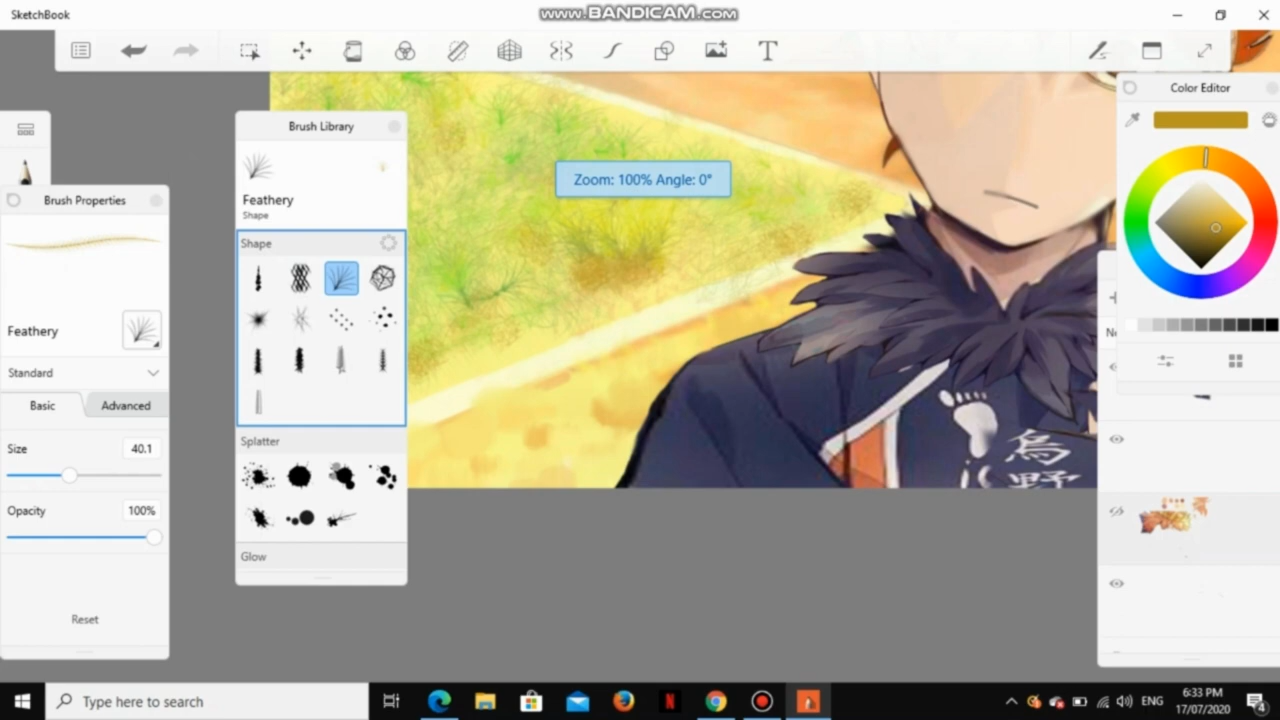 SketchBook
www.BANDICAM.com
Brush Library
Color Editor
Zoom: 100% Angle: 0°
Brush Properties
Feathery
Shape
Shape
Feathery
Standard
Basic
Advanced
Size
40.1
Splatter
Opacity
100%
Glow
Reset
烏
野
Type here to search
ENG
6:33 PM
17/07/2020
4